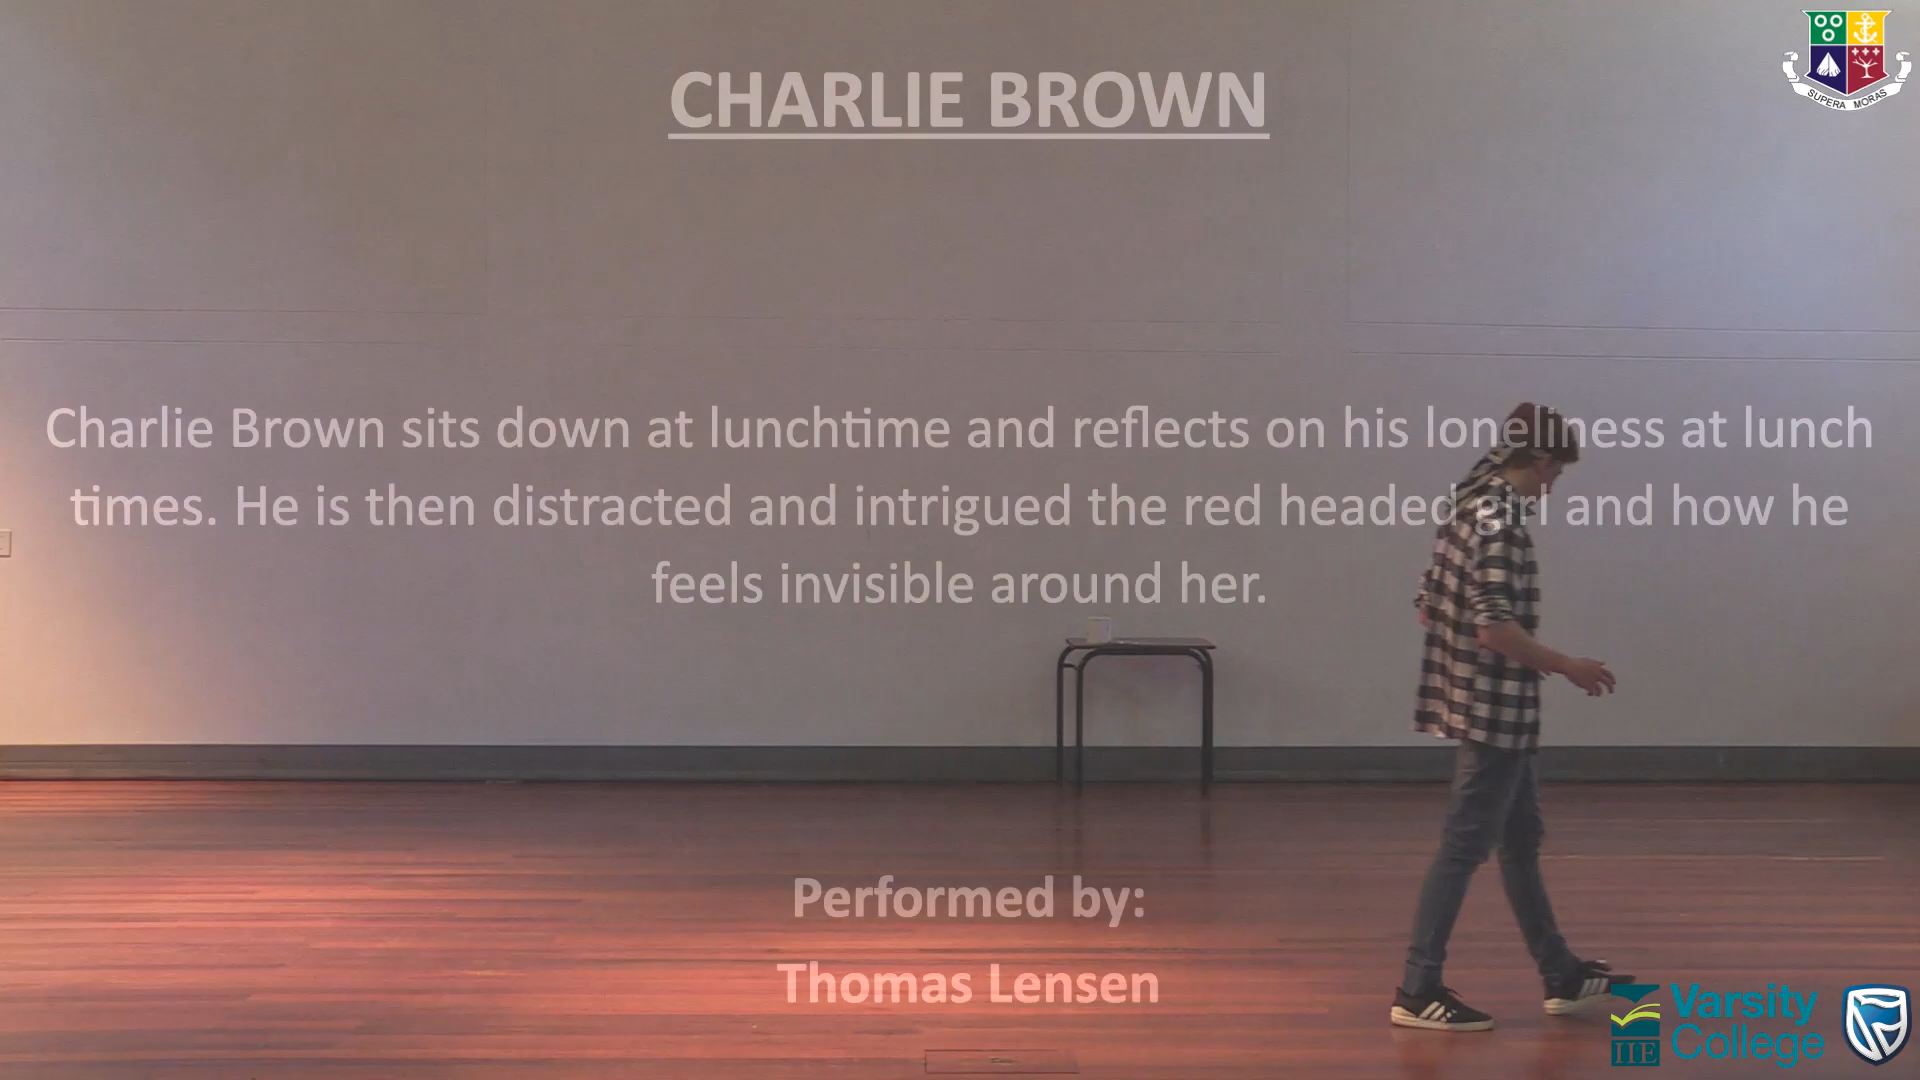 CHARLIE BROWN
SUPERA MORAS
Charlie Brown sits down at lunchtime and reflects on his loneliness at lunch
times. He is then distracted and intrigued the red headed girl and how he
feels invisible around her.
Performed by:
Thomas Lensen
IIE
Varsity
College